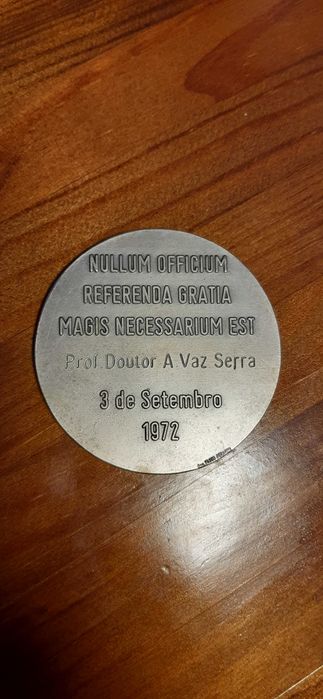 NULLUM OFFICIUM
REFERENDA GRATIA
MAGIS NECESSARIUM EST
Prof. Doutor A. Vaz Serra
3 de Setembro
1972